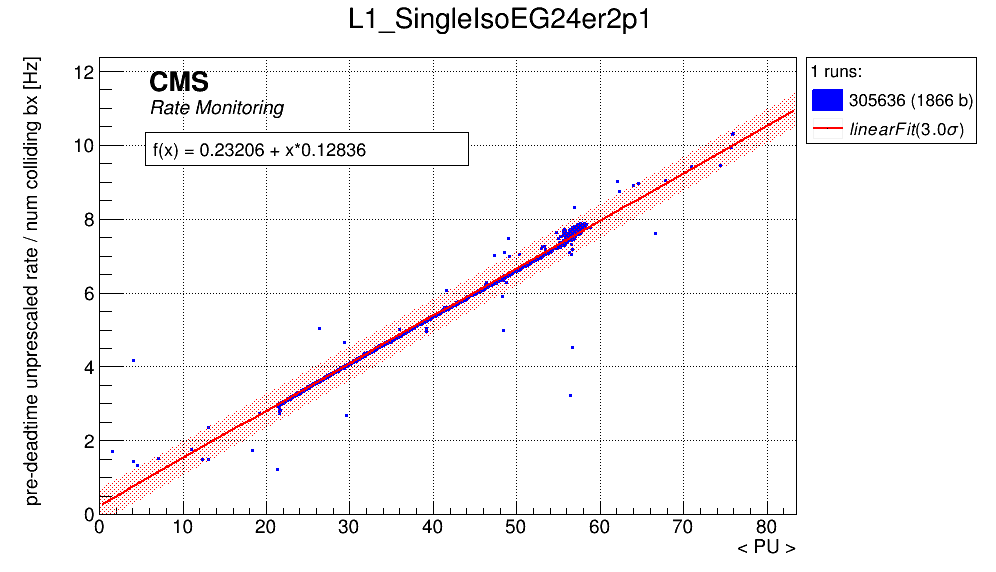 L1_SingleIsoEG24er2p1
pre-deadtime unprescaled rate / num colliding bx [Hz]
CMS
Rate Monitoring
f(x) = 0.23206 + x*0.12836
1 runs:
305636 (1866 b)
linearFit(3.0σ)
12
10
8
6
4
2
0
0 10 20 30 40 50 60 70 80
< PU >